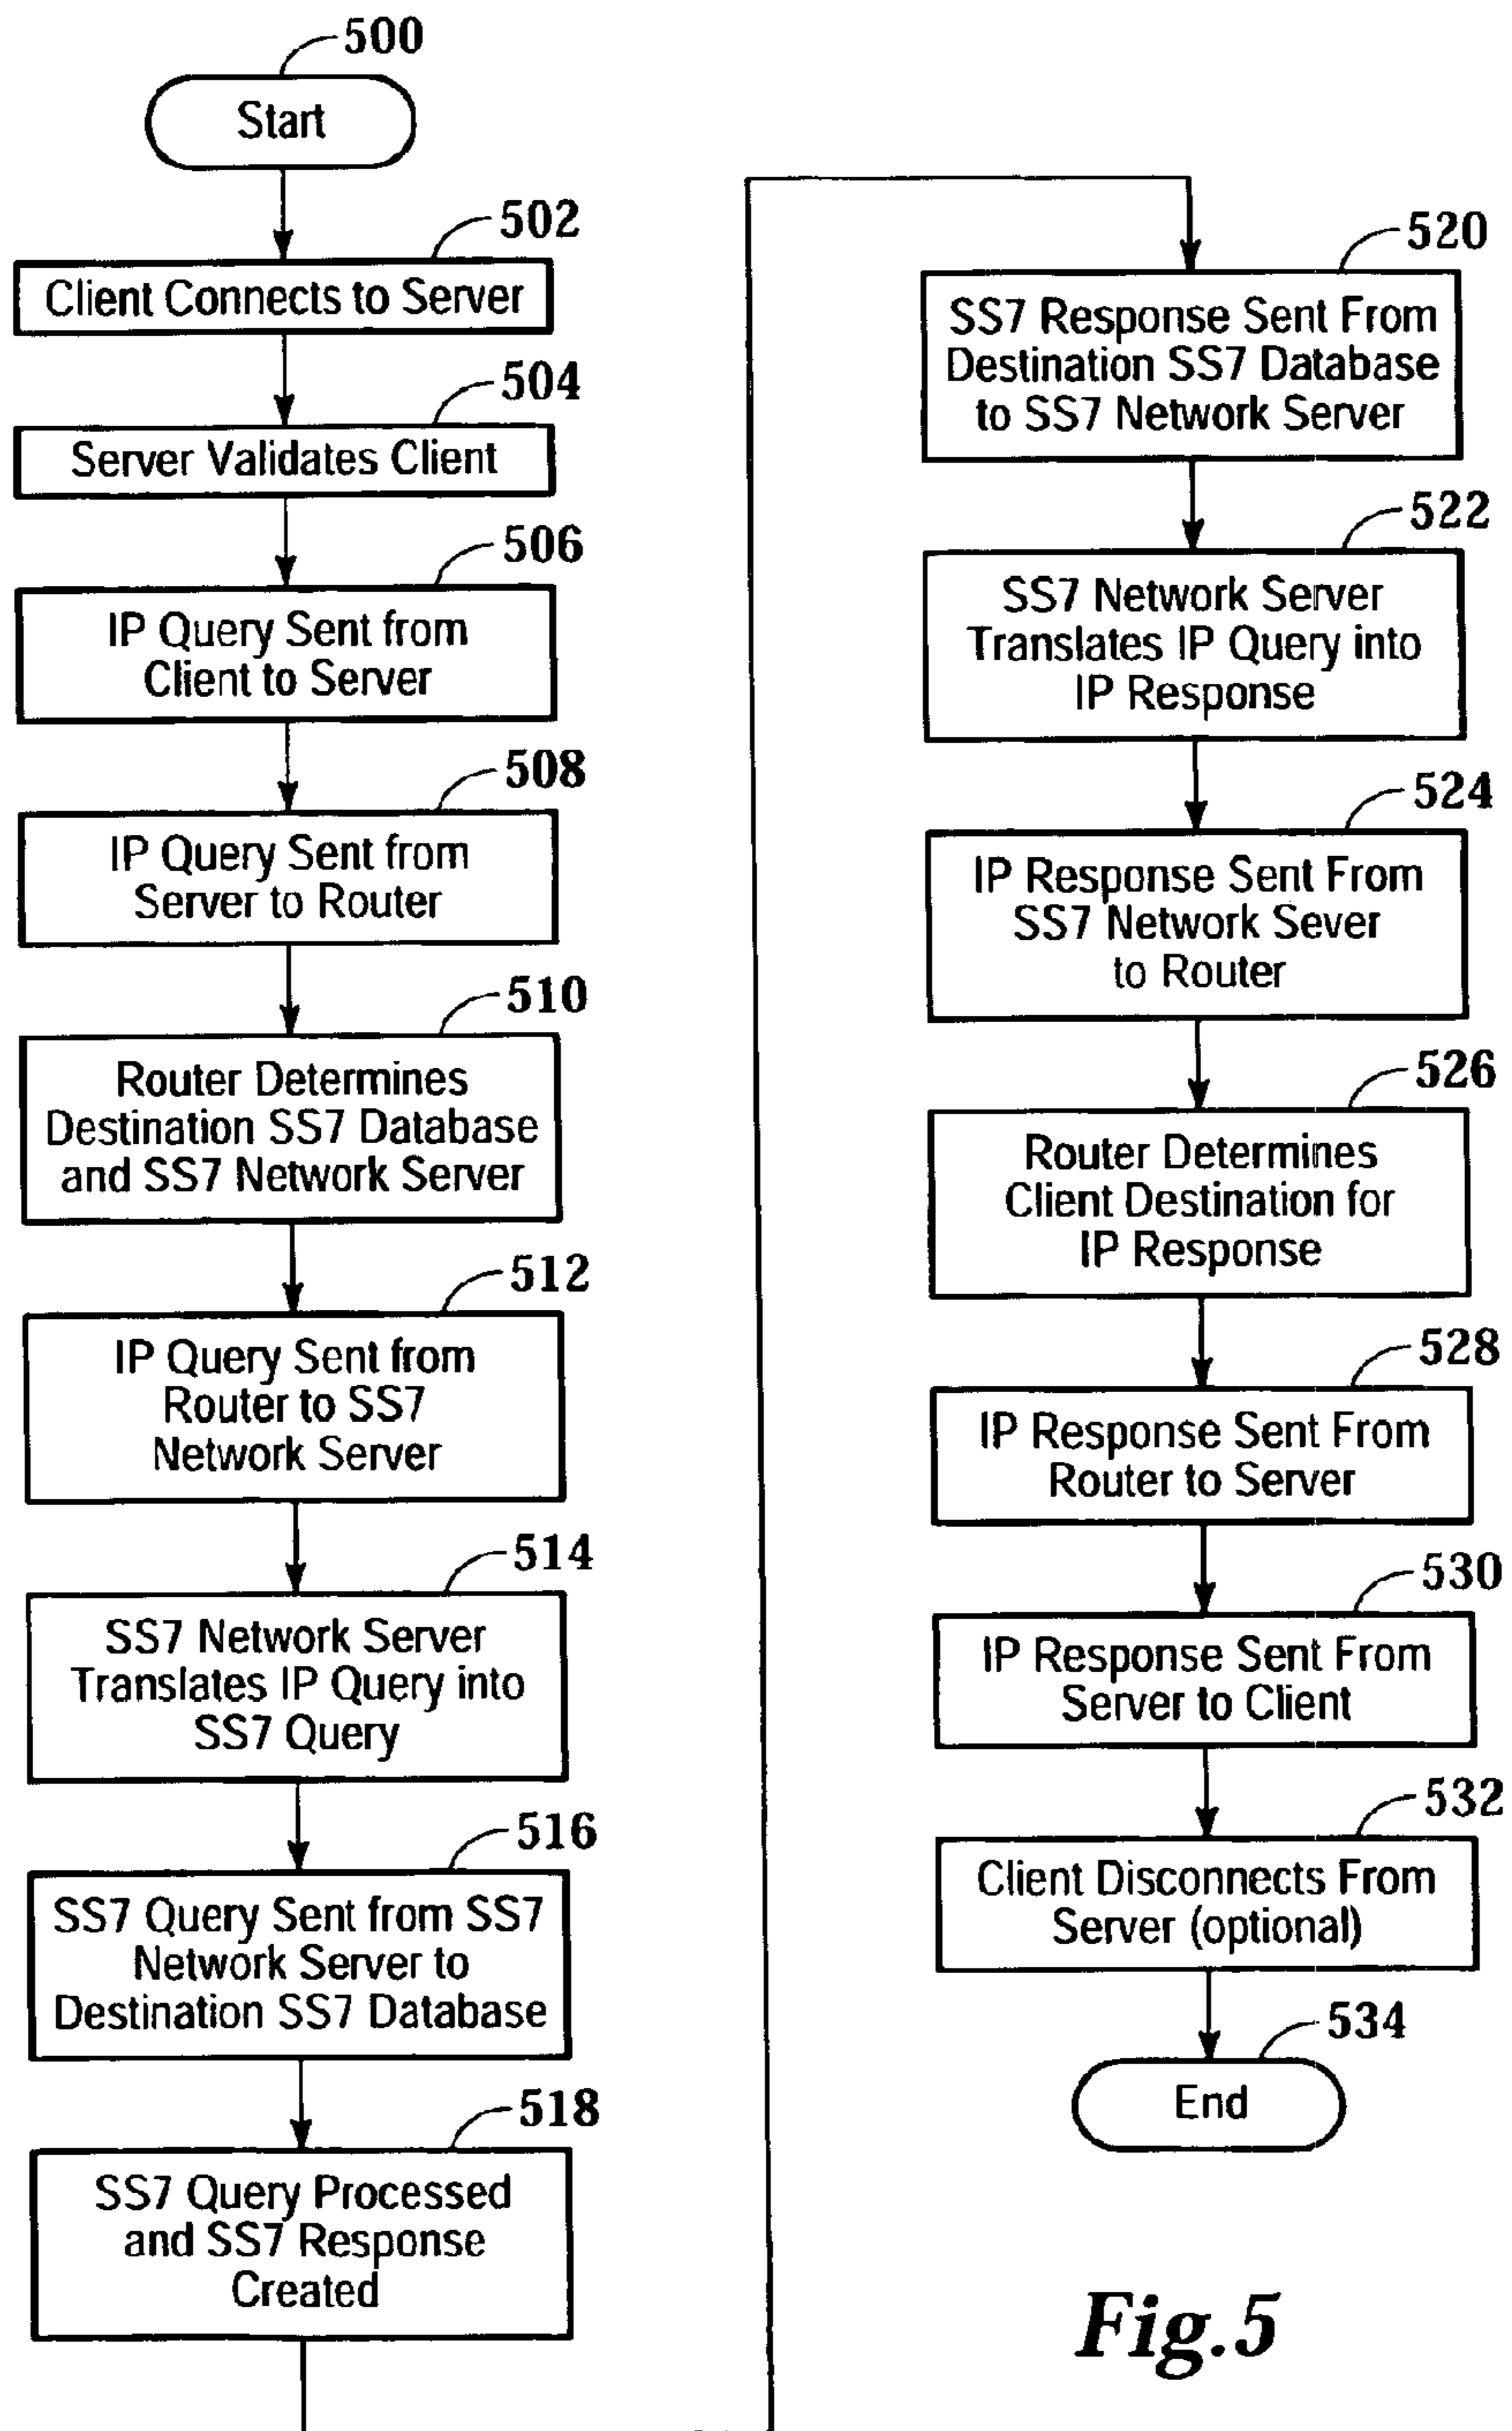 500
Start
502
Client Connects to Server
504
Server Validates Client
506
IP Query Sent from
Client to Server
508
IP Query Sent from
Server to Router
510
Router Determines
Destination SS7 Database
and SS7 Network Server
512
IP Query Sent from
Router to SS7
Network Server
514
SS7 Network Server
Translates IP Query into
SS7 Query
516
SS7 Query Sent from SS7
Network Server to
Destination SS7 Database
518
SS7 Query Processed
and SS7 Response
Created
520
SS7 Response Sent From
Destination SS7 Database
to SS7 Network Server
522
SS7 Network Server
Translates IP Query into
IP Response
524
IP Response Sent From
SS7 Network Sever
to Router
526
Router Determines
Client Destination for
IP Response
528
IP Response Sent From
Router to Server
530
IP Response Sent From
Server to Client
532
Client Disconnects From
Server (optional)
534
End
Fig.5